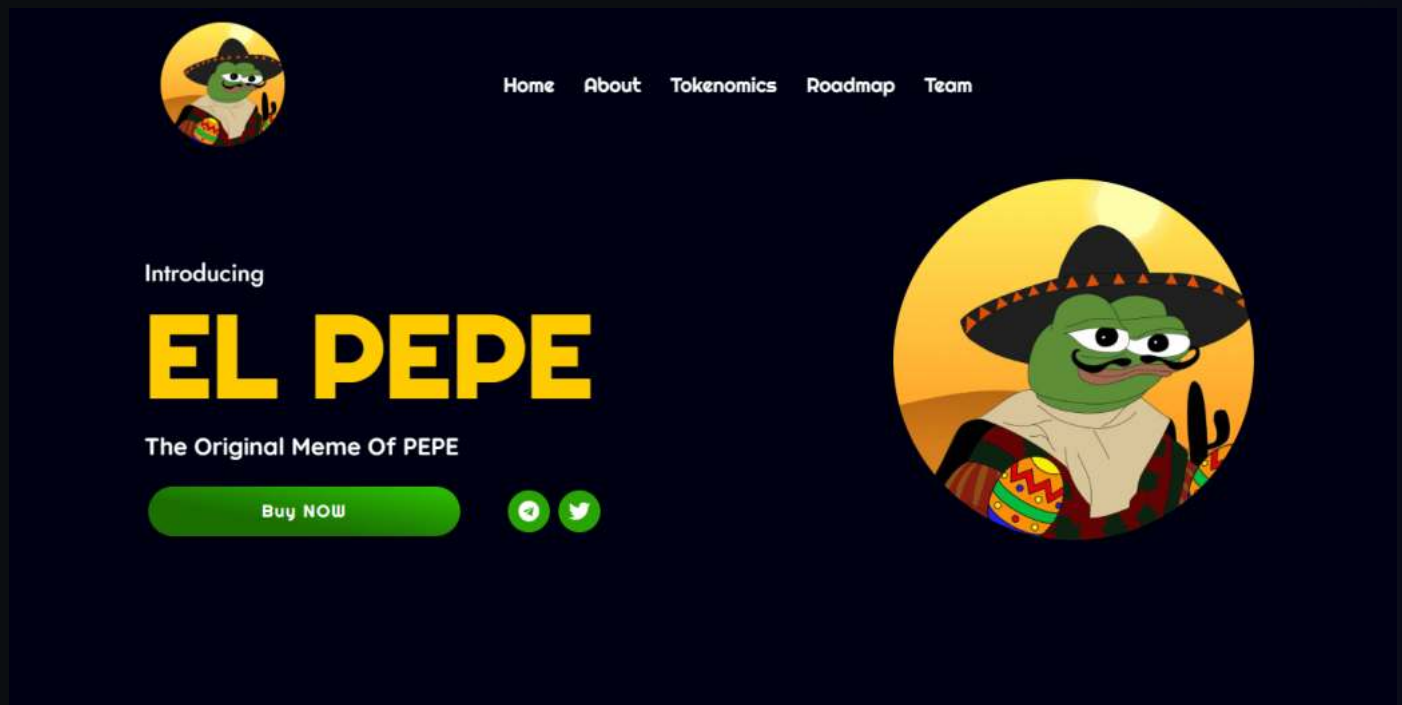 Home About Tokenomics Roadmap Team
Introducing
EL PEPE
The Original Meme Of PEPE
Buy NOW